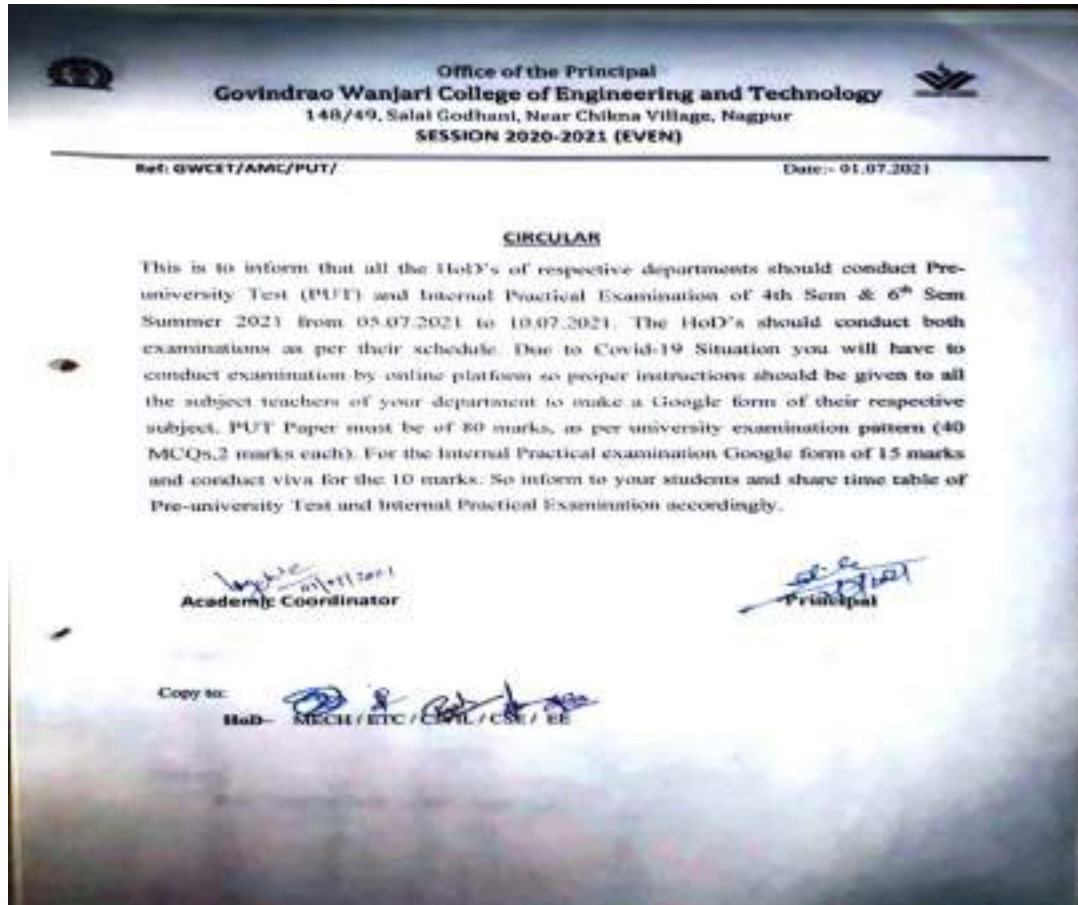 Office of the Principal
Govindrao Wanjari College of Engineering and Technology
148/49, Salai Godhani, Near Chikna Village, Nagpur
SESSION 2020-2021 (EVEN)
Ref: GWCET/AMC/PUT/ Date:- 01.07.2021
CIRCULAR
This is to inform that all the HoD's of respective departments should conduct Pre-
university Test (PUT) and Internal Practical Examination of 4th Sem & 6th Sem
Summer 2021 from 05.07.2021 to 10.07.2021. The HoD's should conduct both
examinations as per their schedule. Due to Covid-19 Situation you will have to
conduct examination by online platform so proper instructions should be given to all
the subject teachers of your department to make a Google form of their respective
subject. PUT Paper must be of 80 marks, as per university examination pattern (40
MCQs,2 marks each). For the Internal Practical examination Google form of 15 marks
and conduct viva for the 10 marks. So inform to your students and share time table of
Pre-university Test and Internal Practical Examination accordingly.
Academic Coordinator Principal
Copy to:
HoD- MECH / ETC / CIVIL / CSE / EE